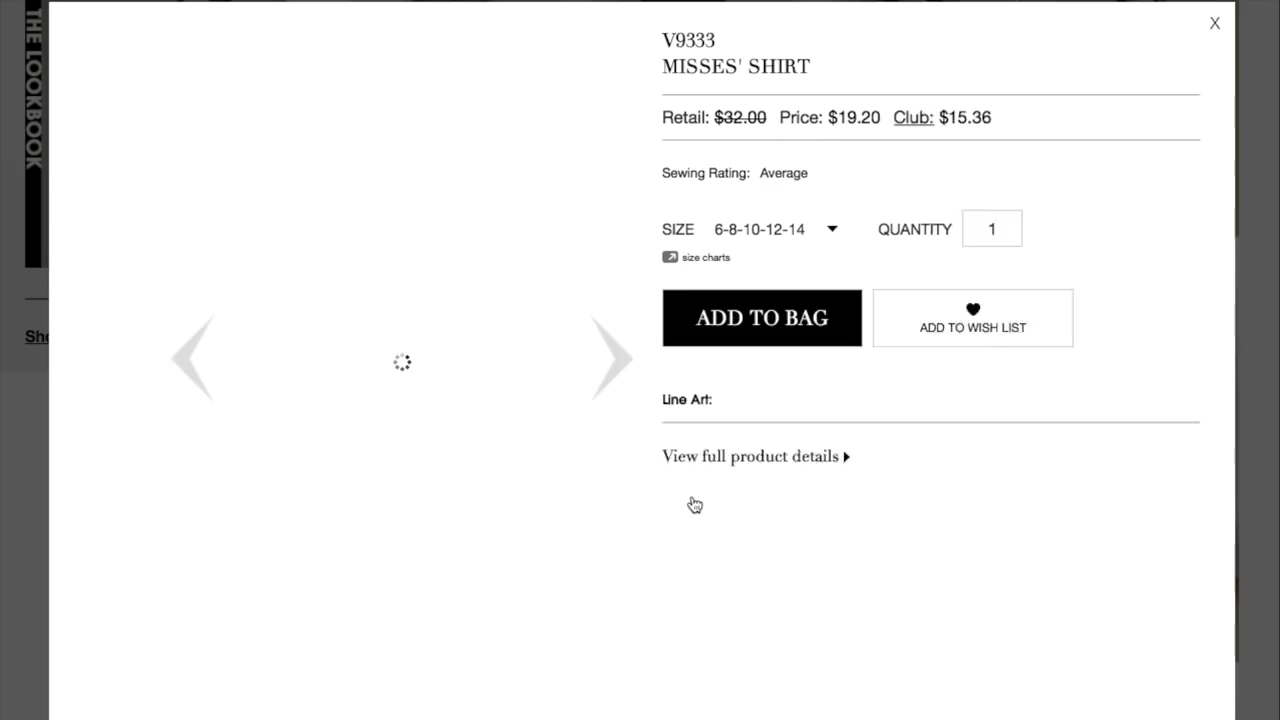 THE LOOKBOOK
X
V9333
MISSES' SHIRT
Retail: $32.00 Price: $19.20 Club: $15.36
Sewing Rating: Average
SIZE 6-8-10-12-14 QUANTITY 1
size charts
ADD TO BAG
ADD TO WISH LIST
Line Art:
View full product details
She